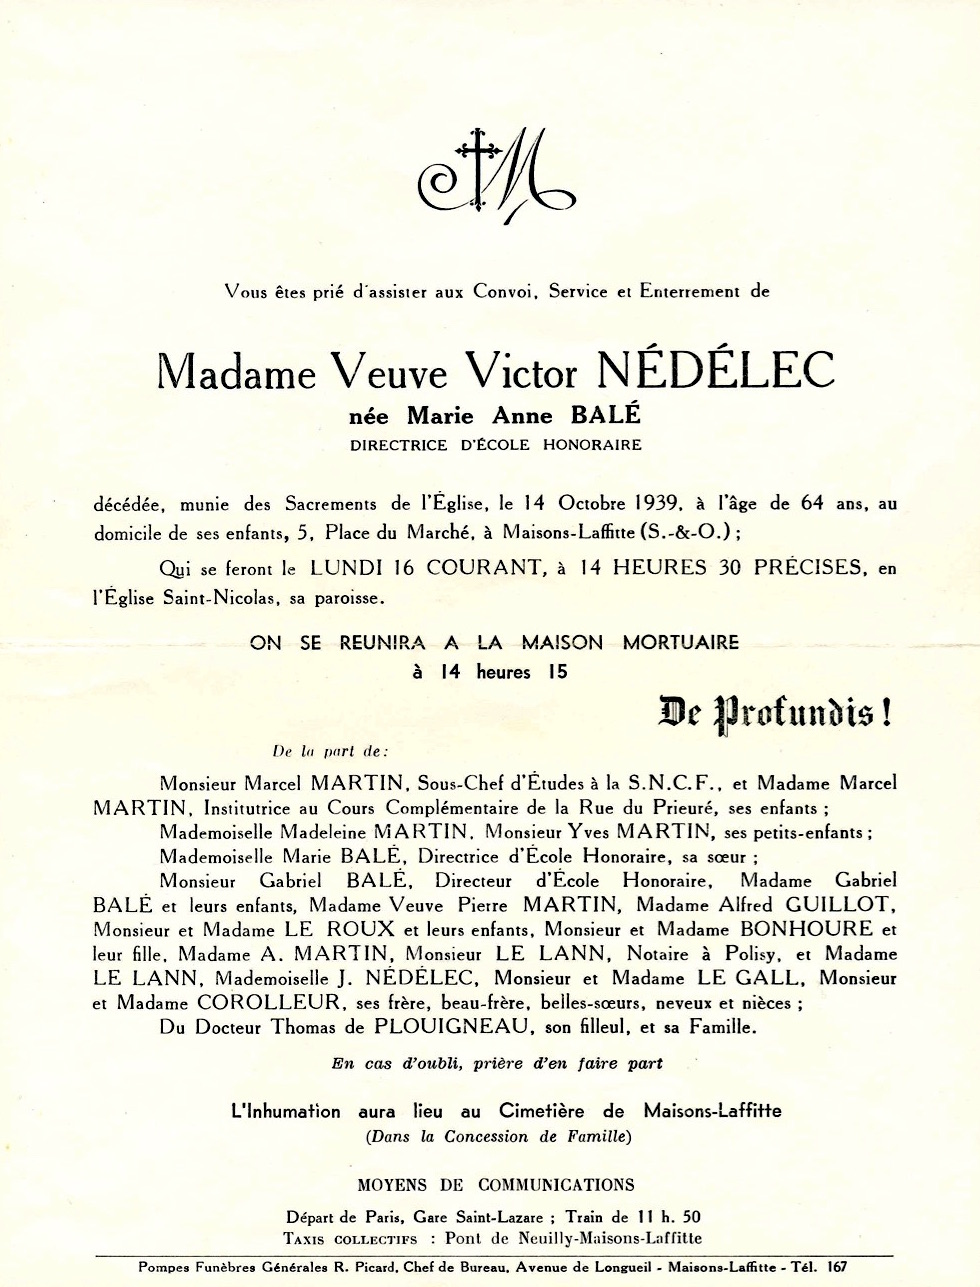 M
Vous êtes prié d'assister aux Convoi, Service et Enterrement de
Madame Veuve Victor NÉDÉLEC
née Marie Anne BALÉ
DIRECTRICE D'ÉCOLE HONORAIRE
décédée, munie des Sacrements de l'Église, le 14 Octobre 1939, à l'âge de 64 ans, au
domicile de ses enfants, 5, Place du Marché, à Maisons-Laffitte (S.-&-O.) ;
Qui se feront le LUNDI 16 COURANT, à 14 HEURES 30 PRÉCISES, en
l'Église Saint-Nicolas, sa paroisse.
ON SE REUNIRA A LA MAISON MORTUAIRE
à 14 heures 15
De Profundis !
De la part de :
Monsieur Marcel MARTIN, Sous-Chef d'Études à la S.N.C.F., et Madame Marcel
MARTIN, Institutrice au Cours Complémentaire de la Rue du Prieuré, ses enfants ;
Mademoiselle Madeleine MARTIN, Monsieur Yves MARTIN, ses petits-enfants ;
Mademoiselle Marie BALÉ, Directrice d'École Honoraire, sa sœur ;
Monsieur Gabriel BALÉ, Directeur d'École Honoraire, Madame Gabriel
BALÉ et leurs enfants, Madame Veuve Pierre MARTIN, Madame Alfred GUILLOT,
Monsieur et Madame LE ROUX et leurs enfants, Monsieur et Madame BONHOURE et
leur fille, Madame A. MARTIN, Monsieur LE LANN, Notaire à Polisy, et Madame
LE LANN, Mademoiselle J. NÉDÉLEC, Monsieur et Madame LE GALL, Monsieur
et Madame COROLLEUR, ses frère, beau-frère, belles-sœurs, neveux et nièces ;
Du Docteur Thomas de PLOUIGNEAU, son filleul, et sa Famille.
En cas d'oubli, prière d'en faire part
L'Inhumation aura lieu au Cimetière de Maisons-Laffitte
(Dans la Concession de Famille)
MOYENS DE COMMUNICATIONS
Départ de Paris, Gare Saint-Lazare ; Train de 11 h. 50
TAXIS COLLECTIFS : Pont de Neuilly-Maisons-Laffitte
Pompes Funèbres Générales R. Picard, Chef de Bureau, Avenue de Longueil - Maisons-Laffitte - Tél. 167